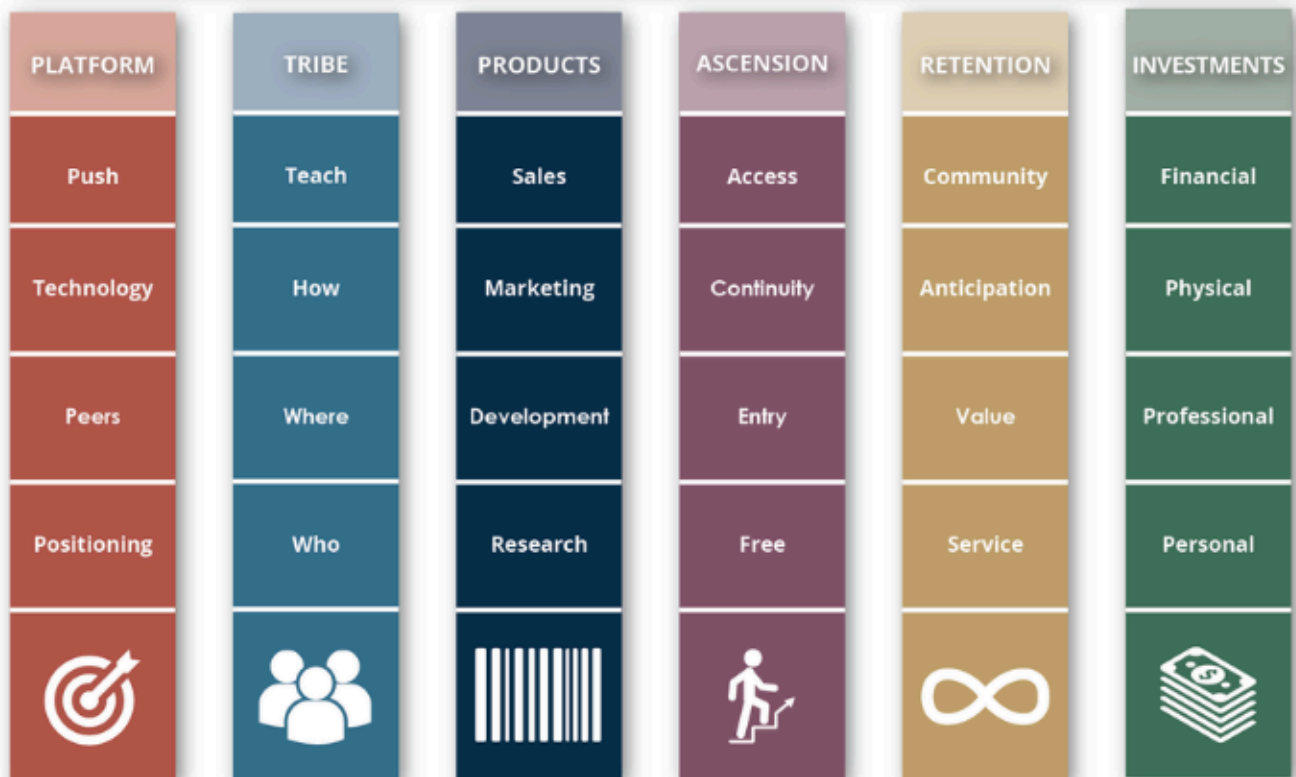 PLATFORM
Push
Technology
Peers
Positioning
TRIBE
Teach
How
Where
Who
PRODUCTS
Sales
Marketing
Development
Research
ASCENSION
Access
Continuity
Entry
Free
RETENTION
Community
Anticipation
Value
Service
INVESTMENTS
Financial
Physical
Professional
Personal
$